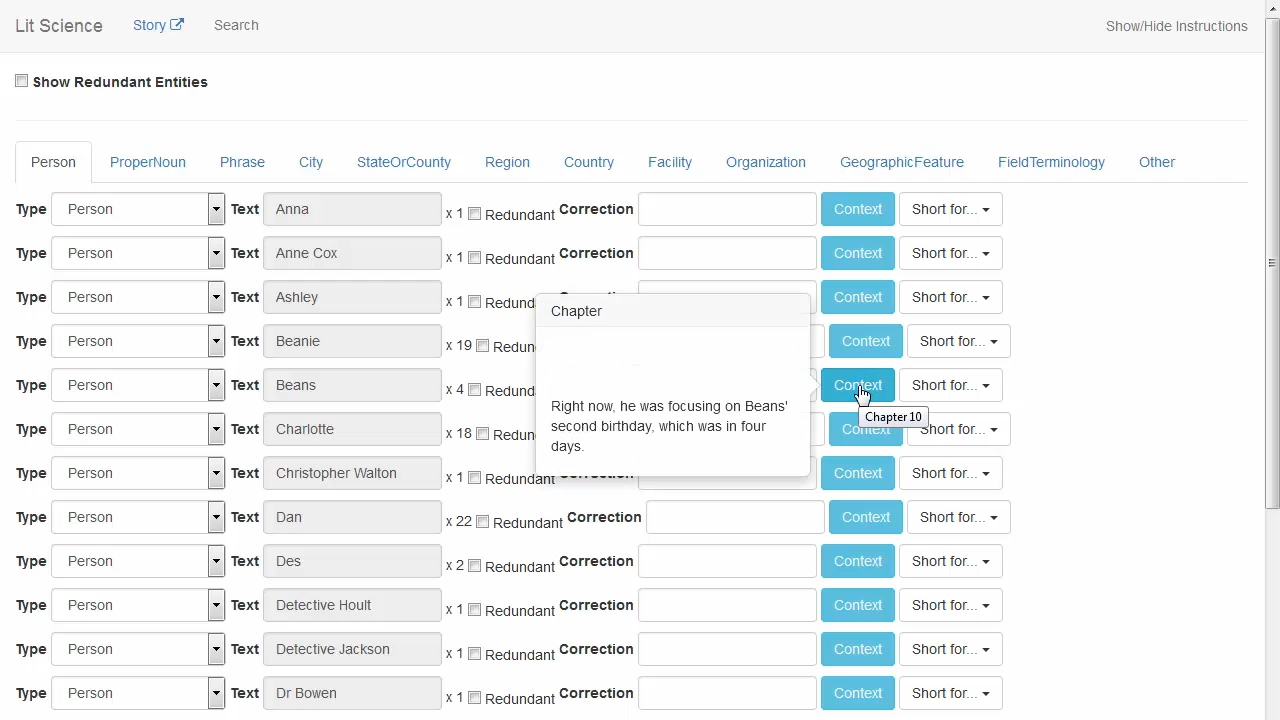 Lit Science Story Search Show/Hide Instructions
Show Redundant Entities
Person ProperNoun Phrase City StateOrCounty Region Country Facility Organization GeographicFeature FieldTerminology Other
Type Person Text Anna x 1 Redundant Correction Context Short for...
Type Person Text Anne Cox x 1 Redundant Correction Context Short for...
Type Person Text Ashley x 1 Redund Context Short for...
Chapter
Type Person Text Beanie x 19 Redun Context Short for...
Type Person Text Beans x 4 Redund Context Short for...
Right now, he was focusing on Beans'
second birthday, which was in four
days.
Chapter 10
Type Person Text Charlotte x 18 Redun Context Short for...
Type Person Text Christopher Walton x 1 Redundant Correction Context Short for...
Type Person Text Dan x 22 Redundant Correction Context Short for...
Type Person Text Des x 2 Redundant Correction Context Short for...
Type Person Text Detective Hoult x 1 Redundant Correction Context Short for...
Type Person Text Detective Jackson x 1 Redundant Correction Context Short for...
Type Person Text Dr Bowen x 1 Redundant Correction Context Short for...